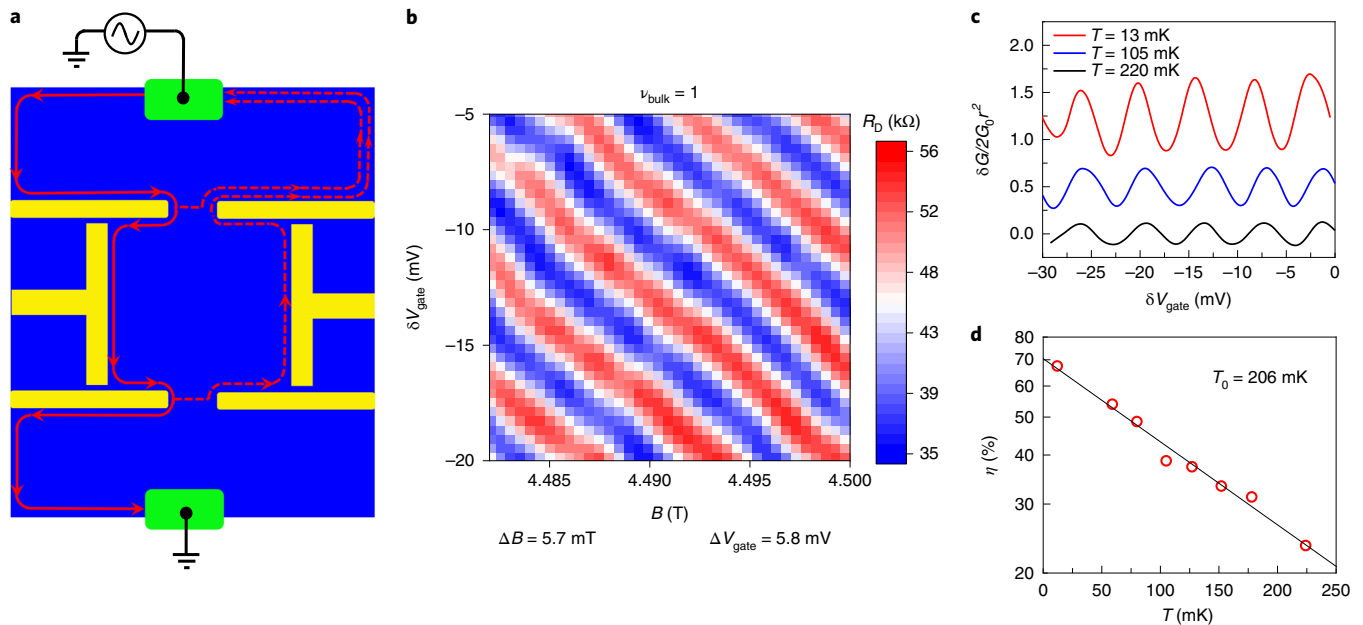 a
b
ν_bulk = 1
−5
−10
−15
−20
δV_gate (mV)
4.485
4.490
4.495
4.500
B (T)
ΔB = 5.7 mT
ΔV_gate = 5.8 mV
R_D (kΩ)
56
52
48
43
39
35
c
T = 13 mK
T = 105 mK
T = 220 mK
2.0
1.5
1.0
0.5
0.0
δG/2G₀r²
−30
−25
−20
−15
−10
−5
0
δV_gate (mV)
d
80
70
60
50
40
30
20
η (%)
T₀ = 206 mK
0
50
100
150
200
250
T (mK)